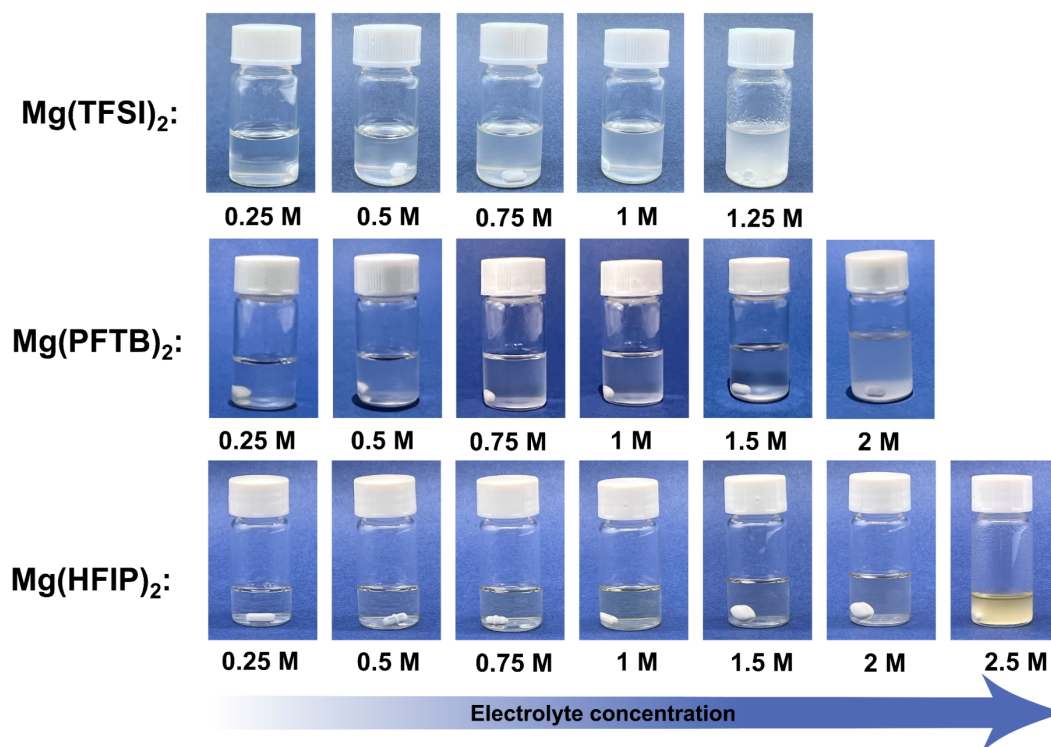 Mg(TFSI)₂:
0.25 M 0.5 M 0.75 M 1 M 1.25 M
Mg(PFTB)₂:
0.25 M 0.5 M 0.75 M 1 M 1.5 M 2 M
Mg(HFIP)₂:
0.25 M 0.5 M 0.75 M 1 M 1.5 M 2 M 2.5 M
Electrolyte concentration